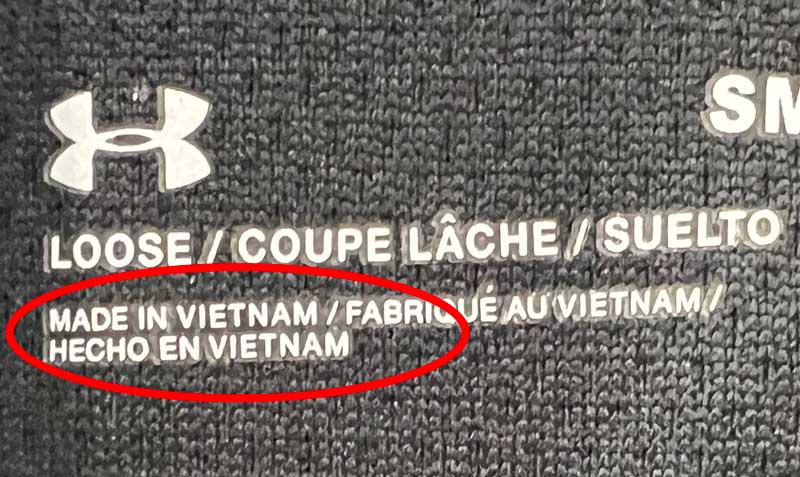 SM
LOOSE / COUPE LÂCHE / SUELTO
MADE IN VIETNAM / FABRIQUÉ AU VIETNAM /
HECHO EN VIETNAM